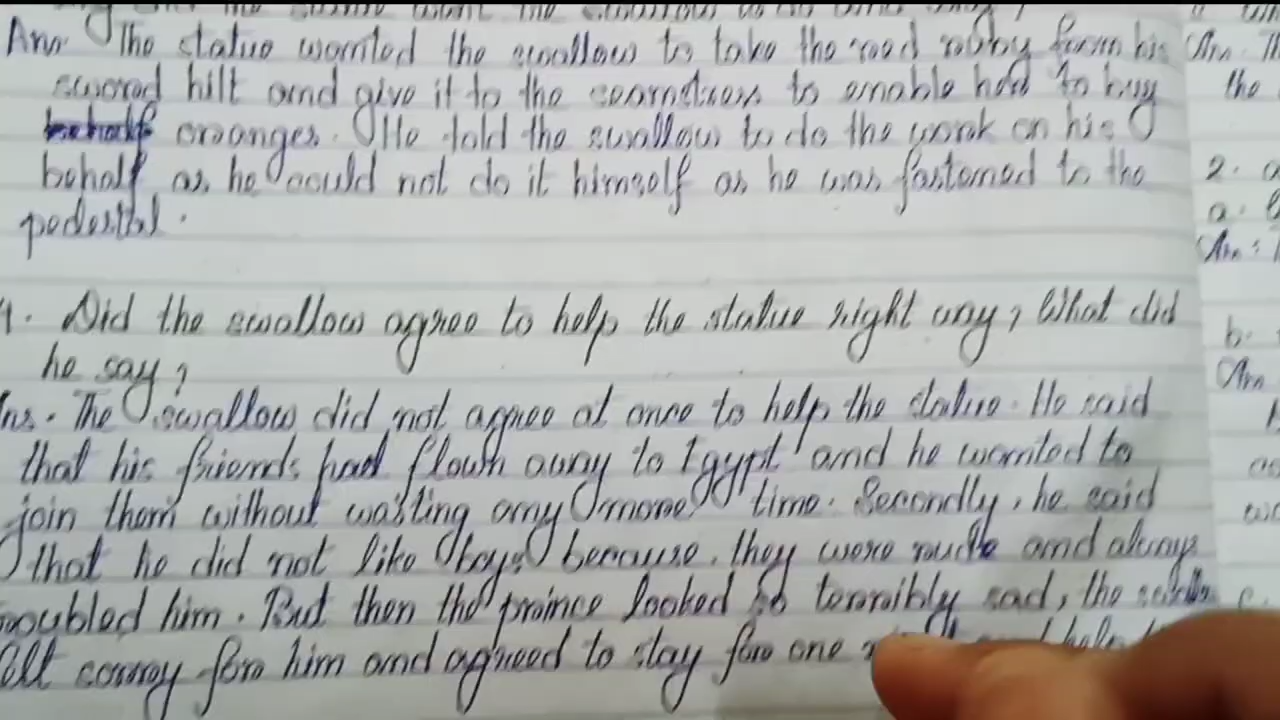 Ans. The statue wanted the swallow to take the red ruby from his
sword hilt and give it to the seamstress to enable her to buy
oranges. He told the swallow to do the work on his
behalf as he could not do it himself as he was fastened to the
pedestal.
4. Did the swallow agree to help the statue right way? What did
he say?
Ans. The swallow did not agree at once to help the statue. He said
that his friends had flown away to Egypt and he wanted to
join them without wasting any more time. Secondly, he said
that he did not like boys because, they were rude and always
troubled him. But then the prince looked so terribly sad, the
felt sorry for him and agreed to stay for one
Ans.
the
2.
a.
Ans:
b.
Ans
c.